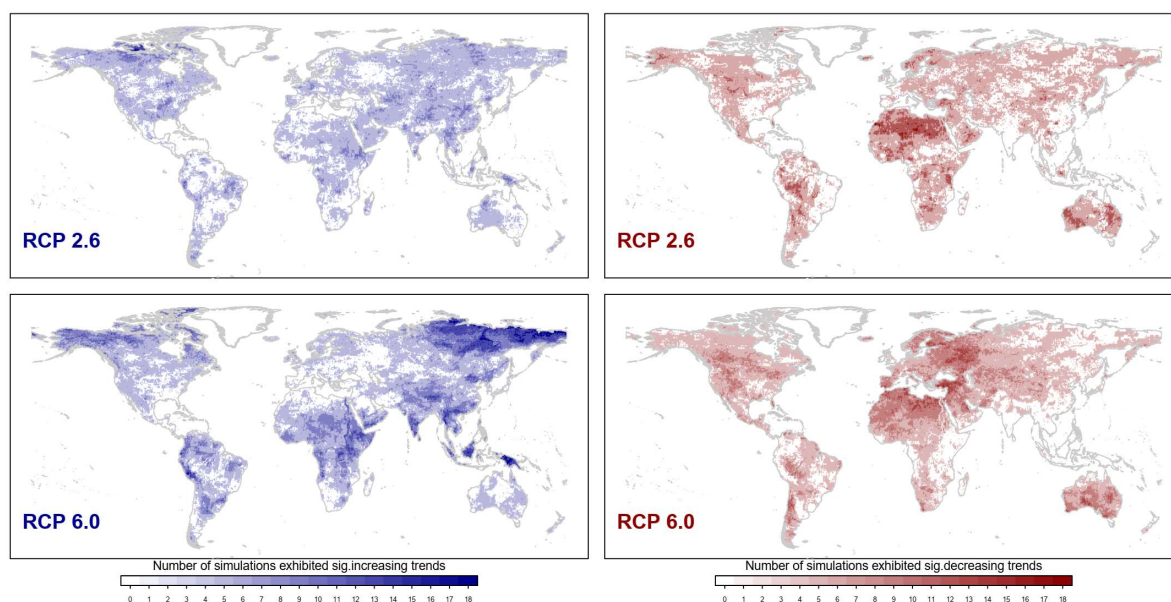 RCP 2.6
RCP 2.6
RCP 6.0
RCP 6.0
Number of simulations exhibited sig.increasing trends
0 1 2 3 4 5 6 7 8 9 10 11 12 13 14 15 16 17 18
Number of simulations exhibited sig.decreasing trends
0 1 2 3 4 5 6 7 8 9 10 11 12 13 14 15 16 17 18